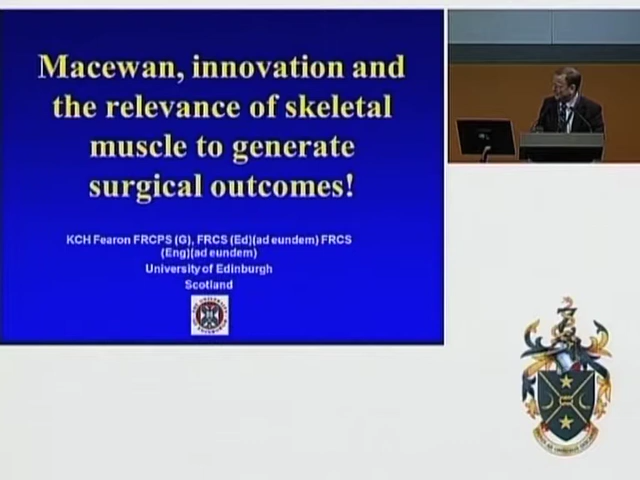 Macewan, innovation and
the relevance of skeletal
muscle to generate
surgical outcomes!
KCH Fearon FRCPS (G), FRCS (Ed)(ad eundem) FRCS
(Eng)(ad eundem)
University of Edinburgh
Scotland